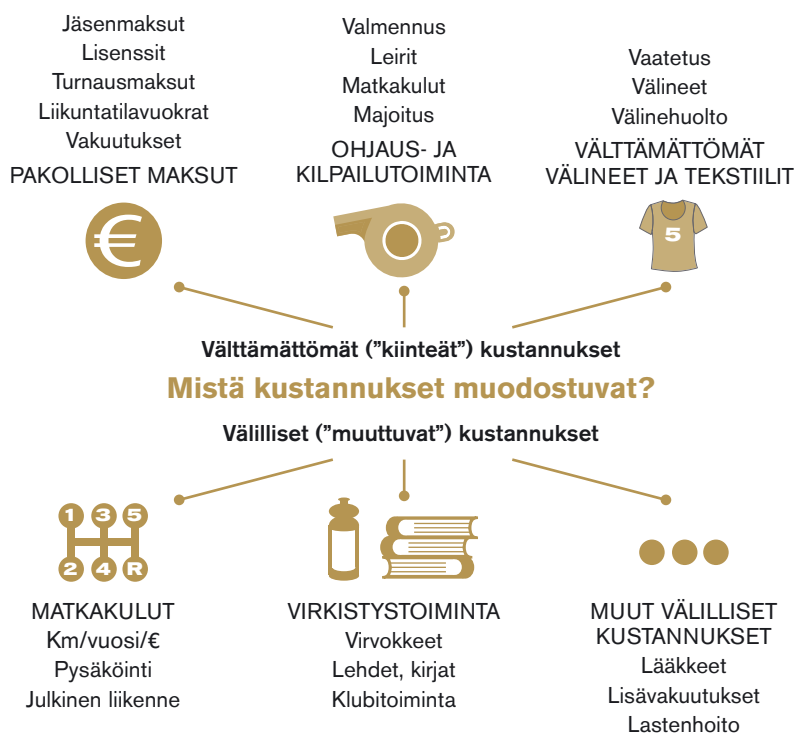 Jäsenmaksut
Lisenssit
Turnausmaksut
Liikuntatilavuokrat
Vakuutukset
PAKOLLISET MAKSUT
€
Valmennus
Leirit
Matkakulut
Majoitus
OHJAUS- JA
KILPAILUTOIMINTA
Vaatetus
Välineet
Välinehuolto
VÄLTTÄMÄTTÖMÄT
VÄLINEET JA TEKSTIILIT
5
Välttämättömät (”kiinteät”) kustannukset
Mistä kustannukset muodostuvat?
Välilliset (”muuttuvat”) kustannukset
1 3 5
2 4 R
MATKAKULUT
Km/vuosi/€
Pysäköinti
Julkinen liikenne
VIRKISTYSTOIMINTA
Virvokkeet
Lehdet, kirjat
Klubitoiminta
MUUT VÄLILLISET
KUSTANNUKSET
Lääkkeet
Lisävakuutukset
Lastenhoito